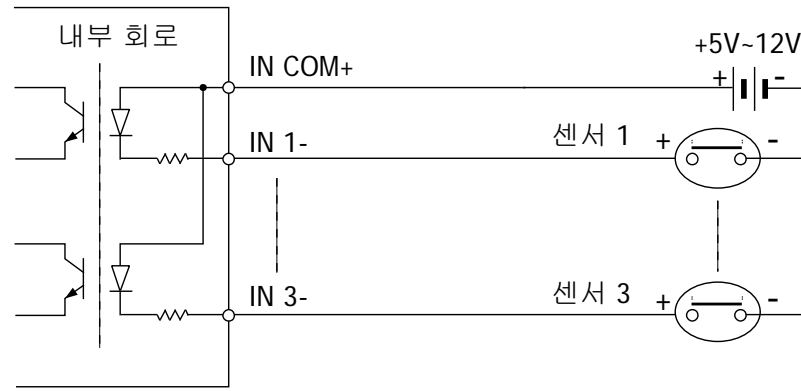 내부 회로
+5V~12V
IN COM+
+ -
IN 1-
센서 1
+ -
IN 3-
센서 3
+ -